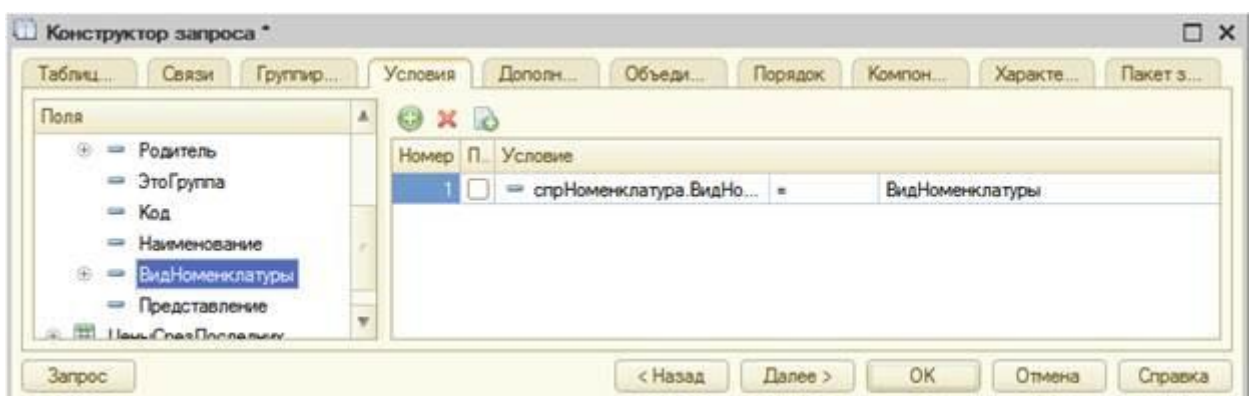 Конструктор запроса *
Таблиц... Связи Группир... Условия Дополн... Объеди... Порядок Компон... Характе... Пакет з...
Поля
Номер П... Условие
Родитель
1 спрНоменклатура.ВидНо... = ВидНоменклатуры
ЭтоГруппа
Код
Наименование
ВидНоменклатуры
Представление
ЦеныСрезПоследних
Запрос < Назад Далее > OK Отмена Справка